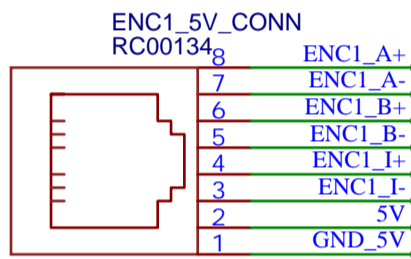 ENC1_5V_CONN
RC00134
8 ENC1_A+
7 ENC1_A-
6 ENC1_B+
5 ENC1_B-
4 ENC1_I+
3 ENC1_I-
2 5V
1 GND_5V